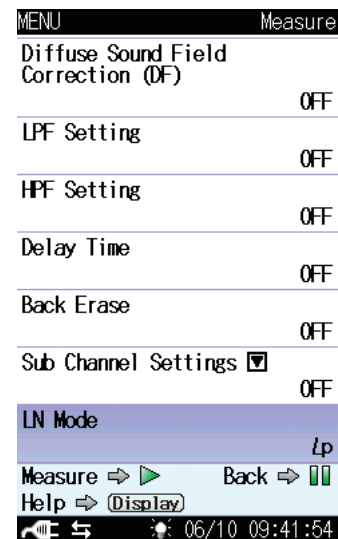 MENU Measure
Diffuse Sound Field
Correction (DF)
OFF
LPF Setting
OFF
HPF Setting
OFF
Delay Time
OFF
Back Erase
OFF
Sub Channel Settings ▼
OFF
LN Mode
Lp
Measure ⇨ ▷ Back ⇨ ▯▯
Help ⇨ (Display)
06/10 09:41:54